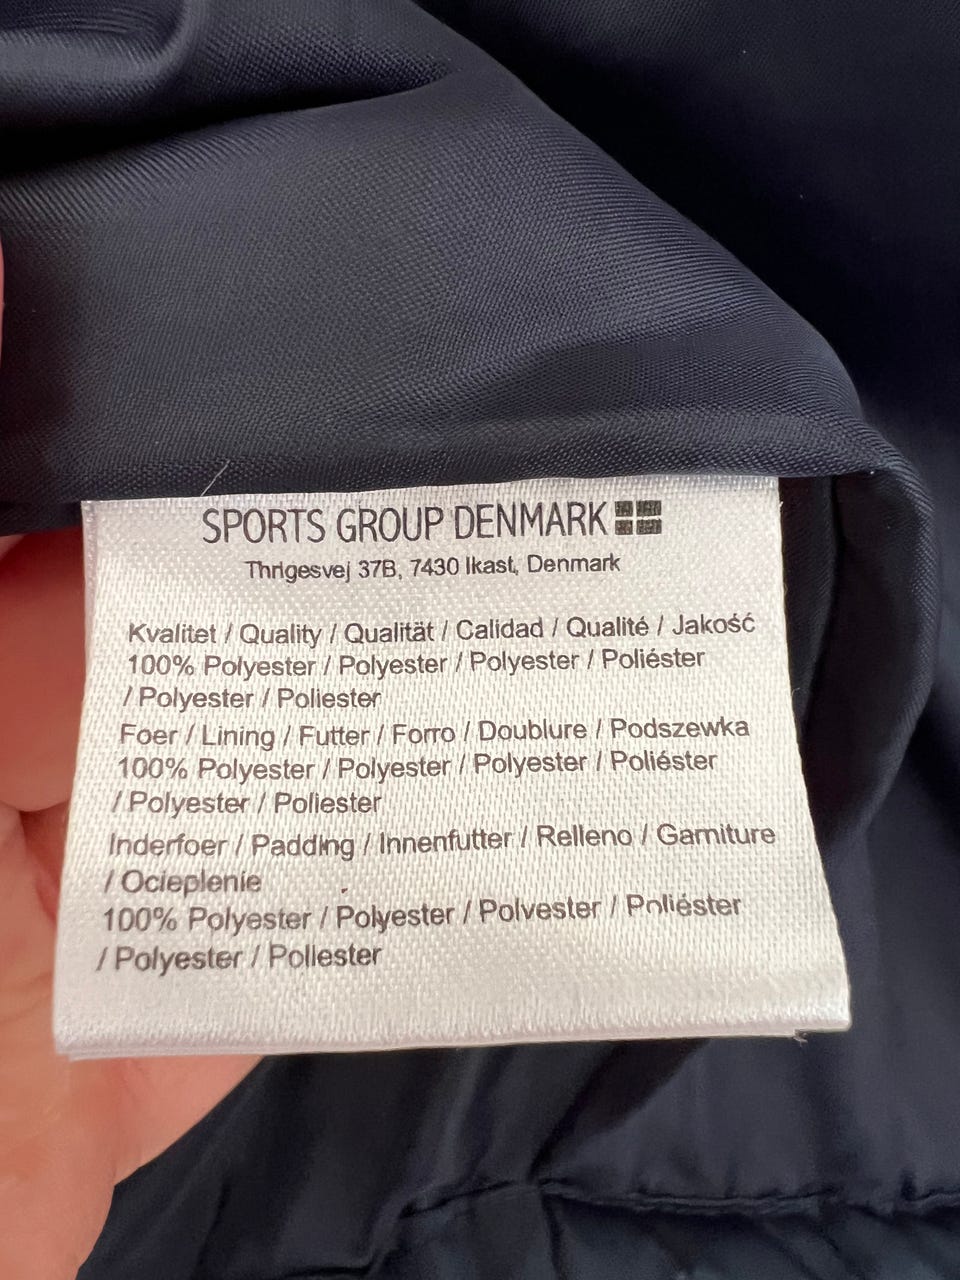 SPORTS GROUP DENMARK
Thrigesvej 37B, 7430 Ikast, Denmark
Kvalitet / Quality / Qualität / Calidad / Qualité / Jakość
100% Polyester / Polyester / Polyester / Poliéster
/ Polyester / Poliester
Foer / Lining / Futter / Forro / Doublure / Podszewka
100% Polyester / Polyester / Polyester / Poliéster
/ Polyester / Poliester
Inderfoer / Padding / Innenfutter / Relleno / Garniture
/ Ocieplenie
100% Polyester / Polyester / Polyester / Poliéster
/ Polyester / Poliester